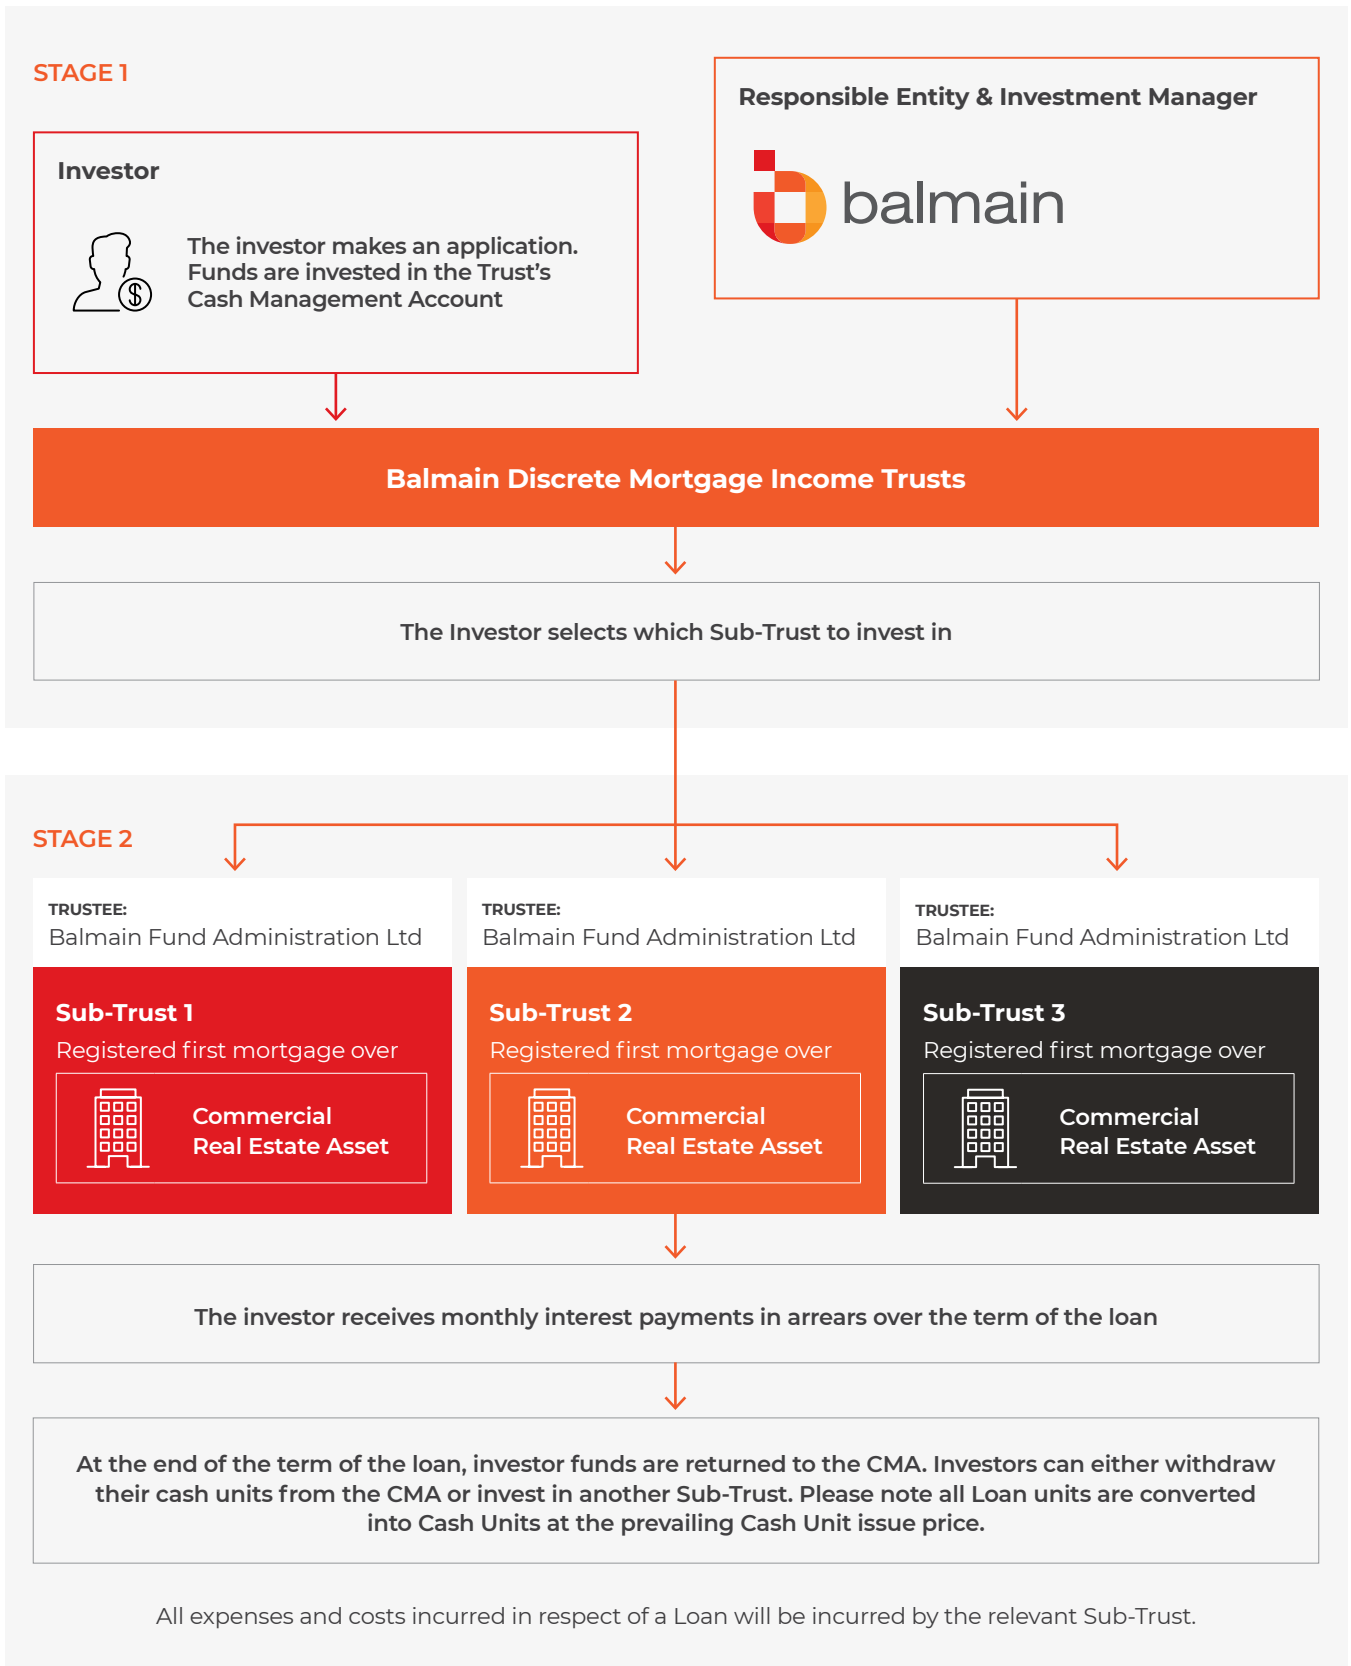 STAGE 1
Investor
The investor makes an application.
Funds are invested in the Trust’s
Cash Management Account
Responsible Entity & Investment Manager
balmain
Balmain Discrete Mortgage Income Trusts
The Investor selects which Sub-Trust to invest in
STAGE 2
TRUSTEE:
Balmain Fund Administration Ltd
Sub-Trust 1
Registered first mortgage over
Commercial
Real Estate Asset
TRUSTEE:
Balmain Fund Administration Ltd
Sub-Trust 2
Registered first mortgage over
Commercial
Real Estate Asset
TRUSTEE:
Balmain Fund Administration Ltd
Sub-Trust 3
Registered first mortgage over
Commercial
Real Estate Asset
The investor receives monthly interest payments in arrears over the term of the loan
At the end of the term of the loan, investor funds are returned to the CMA. Investors can either withdraw
their cash units from the CMA or invest in another Sub-Trust. Please note all Loan units are converted
into Cash Units at the prevailing Cash Unit issue price.
All expenses and costs incurred in respect of a Loan will be incurred by the relevant Sub-Trust.